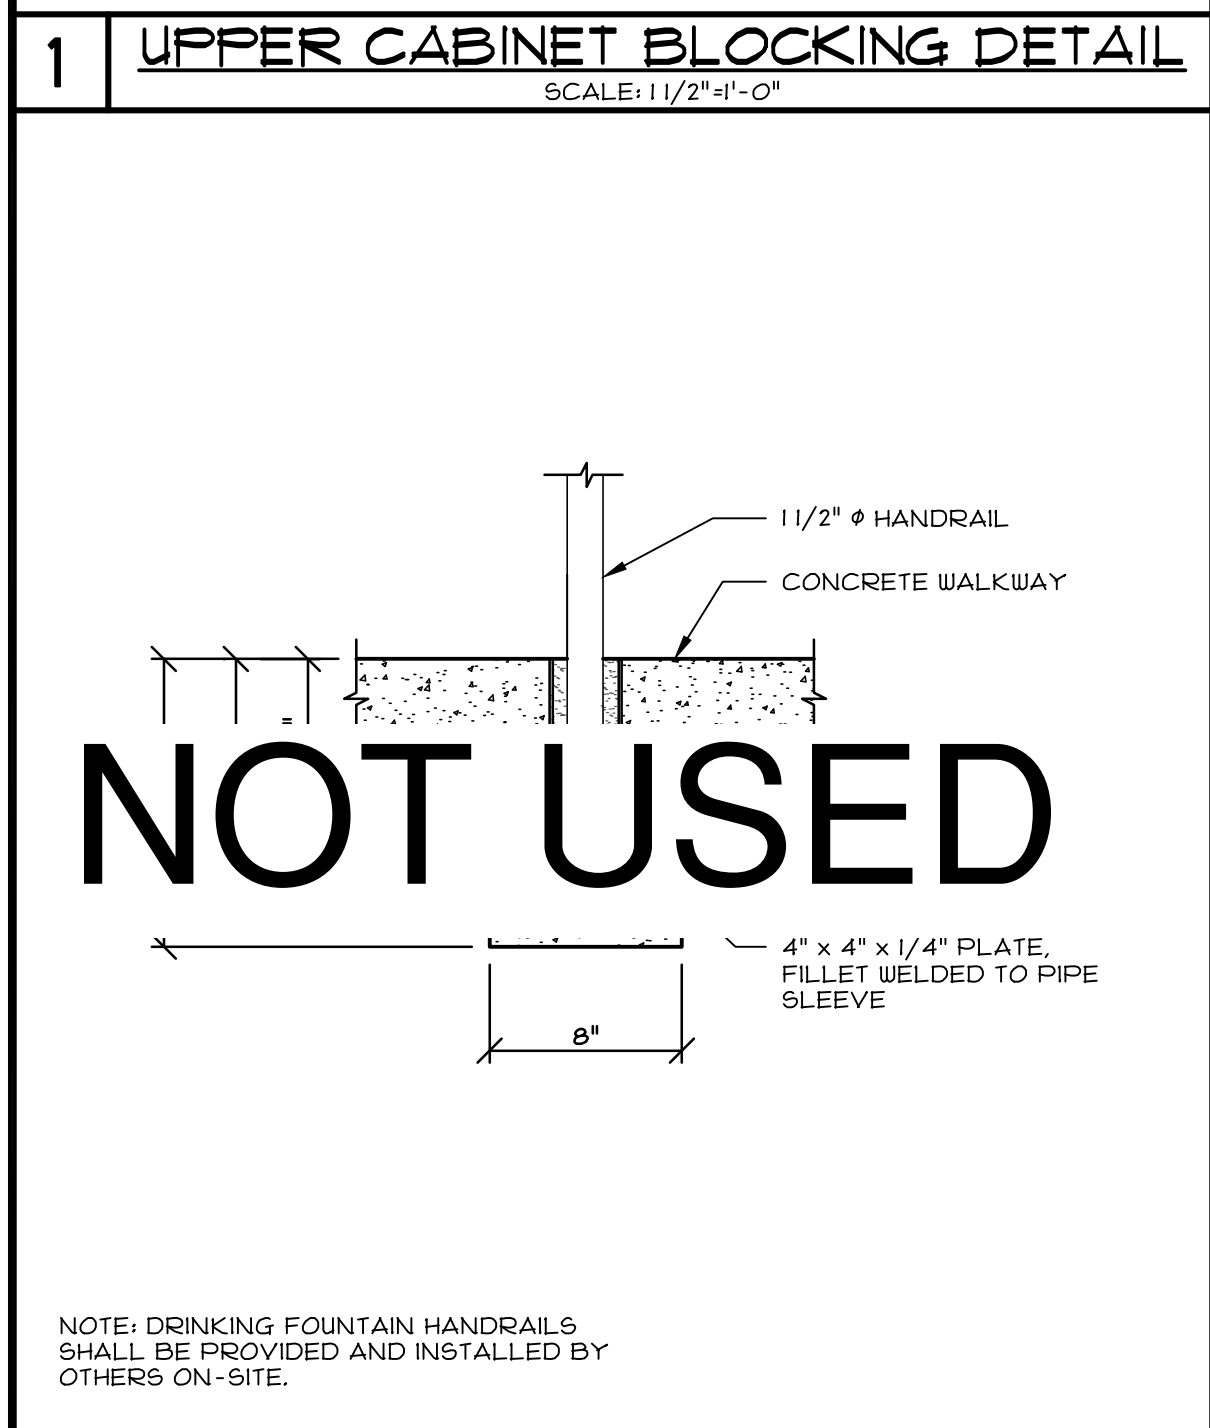 1
UPPER CABINET BLOCKING DETAIL
SCALE: 1 1/2"=1'-0"
1 1/2" Ø HANDRAIL
CONCRETE WALKWAY
NOT USED
4" x 4" x 1/4" PLATE,
FILLET WELDED TO PIPE
SLEEVE
8"
NOTE: DRINKING FOUNTAIN HANDRAILS
SHALL BE PROVIDED AND INSTALLED BY
OTHERS ON-SITE.